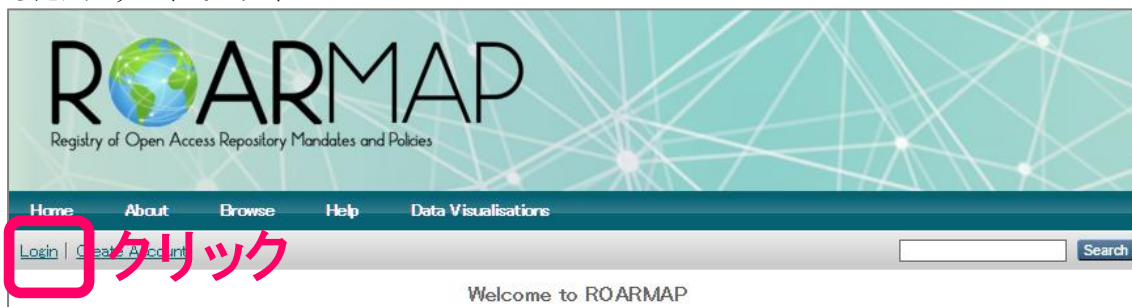 ROARMAP
Registry of Open Access Repository Mandates and Policies
Home About Browse Help Data Visualisations
Login | Create Account クリック Search
Welcome to ROARMAP